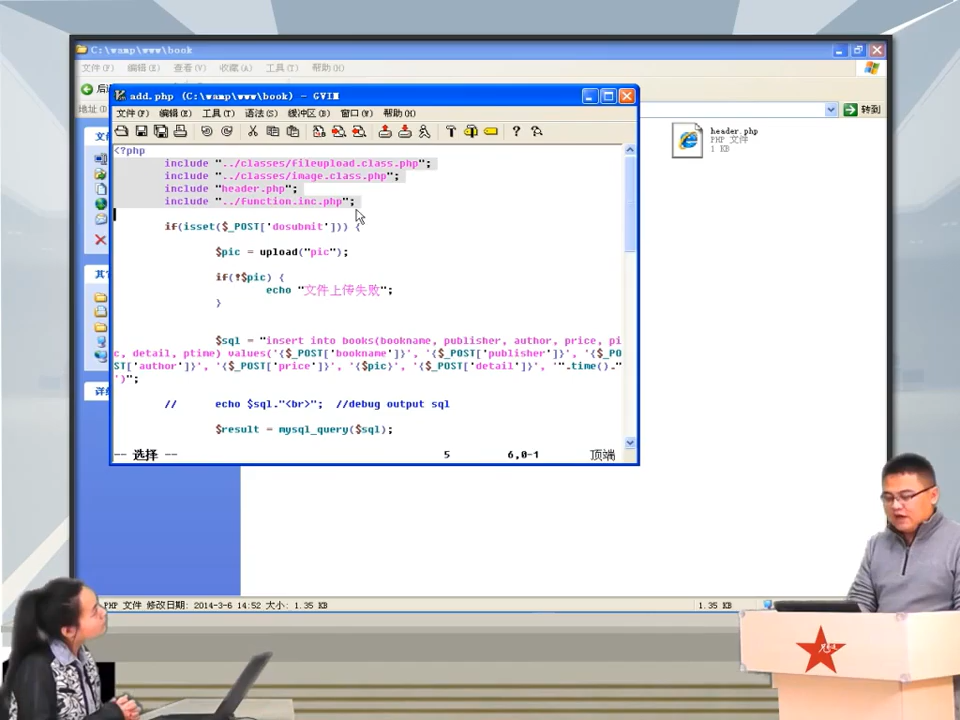 C:\wamp\www\book
文件(F) 编辑(E) 查看(V) 收藏(A) 工具(T) 帮助(H)
转到
header.php
PHP 文件
1 KB
add.php (C:\wamp\www\book) - GVIM
文件(F) 编辑(E) 工具(T) 语法(S) 缓冲区(B) 窗口(W) 帮助(H)
<?php
include "../classes/fileupload.class.php";
include "../classes/image.class.php";
include "header.php";
include "../function.inc.php";
if(isset($_POST['dosubmit'])) {
$pic = upload("pic");
if(!$pic) {
echo "文件上传失败";
}
$sql = "insert into books(bookname, publisher, author, price, pi
c, detail, ptime) values('{$_POST['bookname']}', '{$_POST['publisher']}', '{$_PO
ST['author']}', '{$_POST['price']}', '{$pic}', '{$_POST['detail']}', '".time()."
')";
// echo $sql."<br>"; //debug output sql
$result = mysql_query($sql);
-- 选择 -- 5 6,0-1 顶端
PHP 文件 修改日期: 2014-3-6 14:52 大小: 1.35 KB 1.35 KB